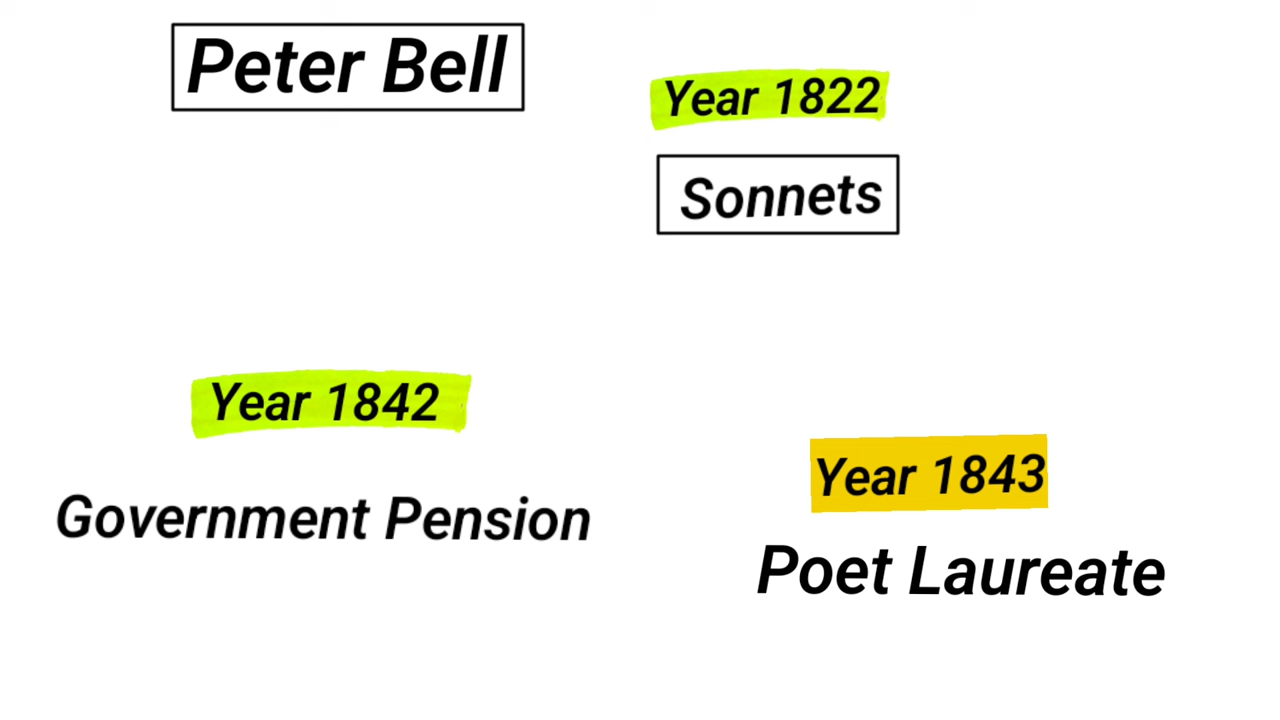 Peter Bell
Year 1822
Sonnets
Year 1842
Government Pension
Year 1843
Poet Laureate